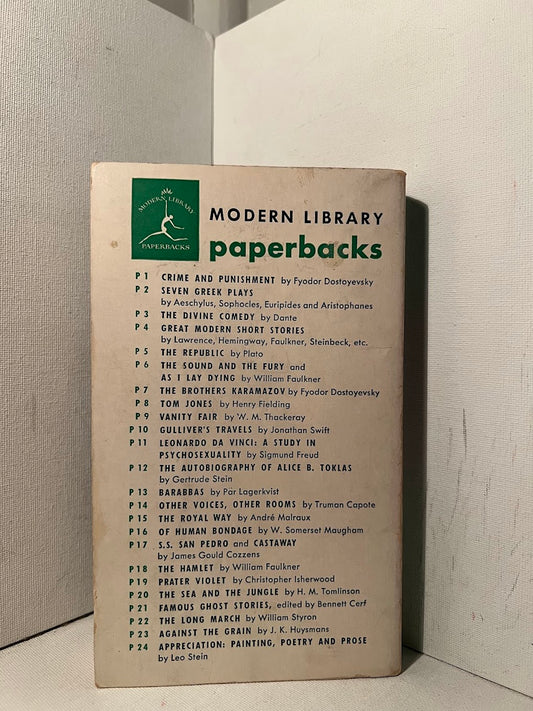 MODERN LIBRARY
PAPERBACKS
MODERN LIBRARY
paperbacks
P 1 CRIME AND PUNISHMENT by Fyodor Dostoyevsky
P 2 SEVEN GREEK PLAYS
by Aeschylus, Sophocles, Euripides and Aristophanes
P 3 THE DIVINE COMEDY by Dante
P 4 GREAT MODERN SHORT STORIES
by Lawrence, Hemingway, Faulkner, Steinbeck, etc.
P 5 THE REPUBLIC by Plato
P 6 THE SOUND AND THE FURY and
AS I LAY DYING by William Faulkner
P 7 THE BROTHERS KARAMAZOV by Fyodor Dostoyevsky
P 8 TOM JONES by Henry Fielding
P 9 VANITY FAIR by W. M. Thackeray
P 10 GULLIVER'S TRAVELS by Jonathan Swift
P 11 LEONARDO DA VINCI: A STUDY IN
PSYCHOSEXUALITY by Sigmund Freud
P 12 THE AUTOBIOGRAPHY OF ALICE B. TOKLAS
by Gertrude Stein
P 13 BARABBAS by Pär Lagerkvist
P 14 OTHER VOICES, OTHER ROOMS by Truman Capote
P 15 THE ROYAL WAY by André Malraux
P 16 OF HUMAN BONDAGE by W. Somerset Maugham
P 17 S.S. SAN PEDRO and CASTAWAY
by James Gould Cozzens
P 18 THE HAMLET by William Faulkner
P 19 PRATER VIOLET by Christopher Isherwood
P 20 THE SEA AND THE JUNGLE by H. M. Tomlinson
P 21 FAMOUS GHOST STORIES, edited by Bennett Cerf
P 22 THE LONG MARCH by William Styron
P 23 AGAINST THE GRAIN by J. K. Huysmans
P 24 APPRECIATION: PAINTING, POETRY AND PROSE
by Leo Stein